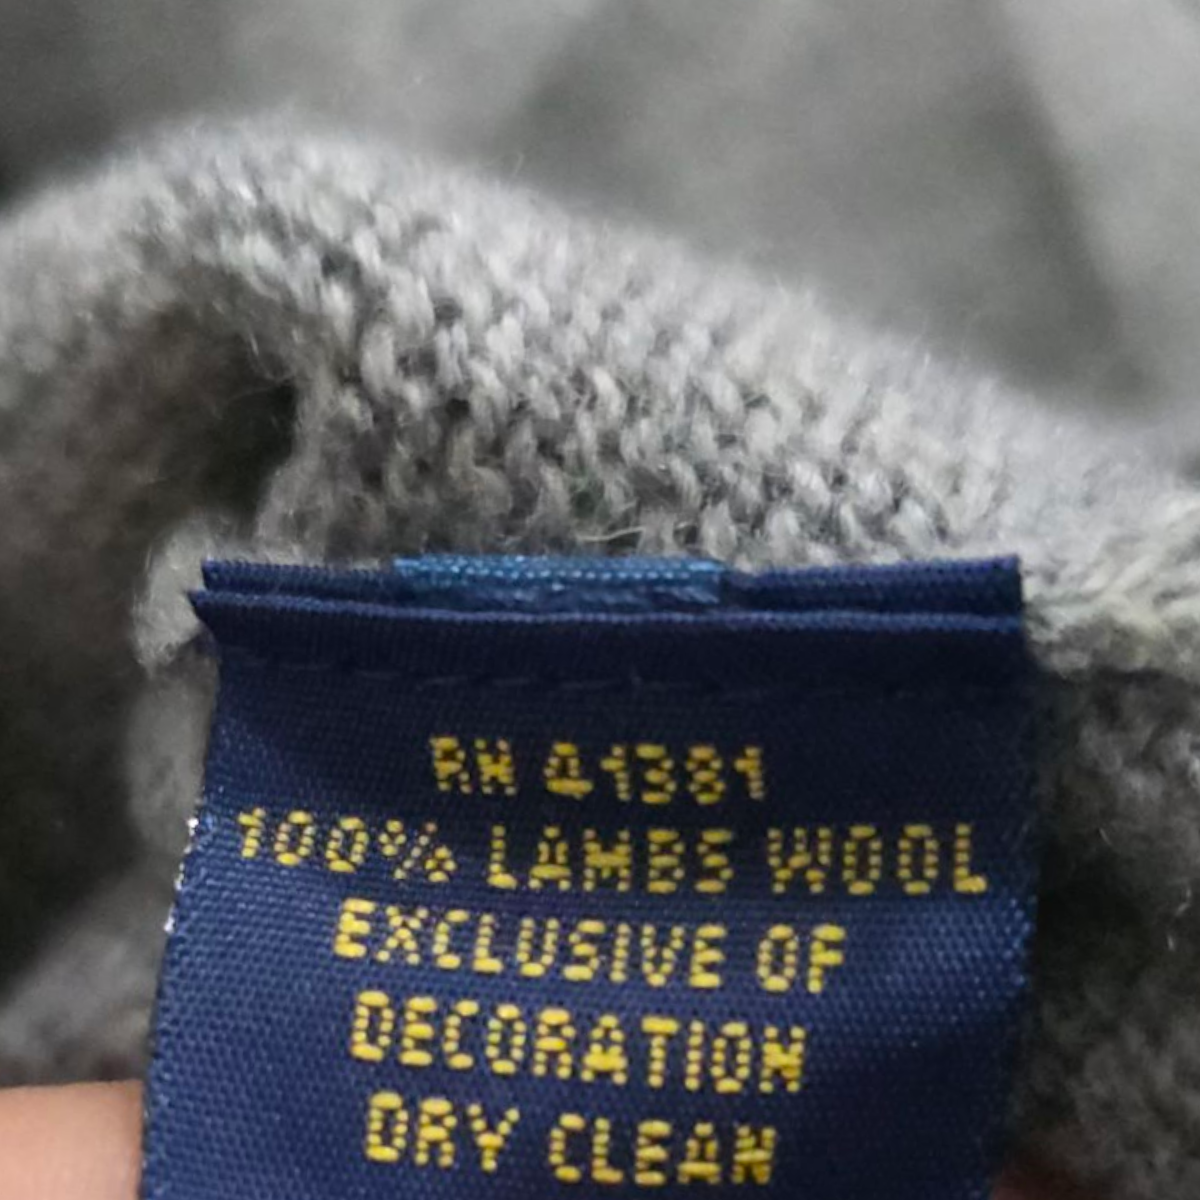 RN 41381
100% LAMBS WOOL
EXCLUSIVE OF
DECORATION
DRY CLEAN